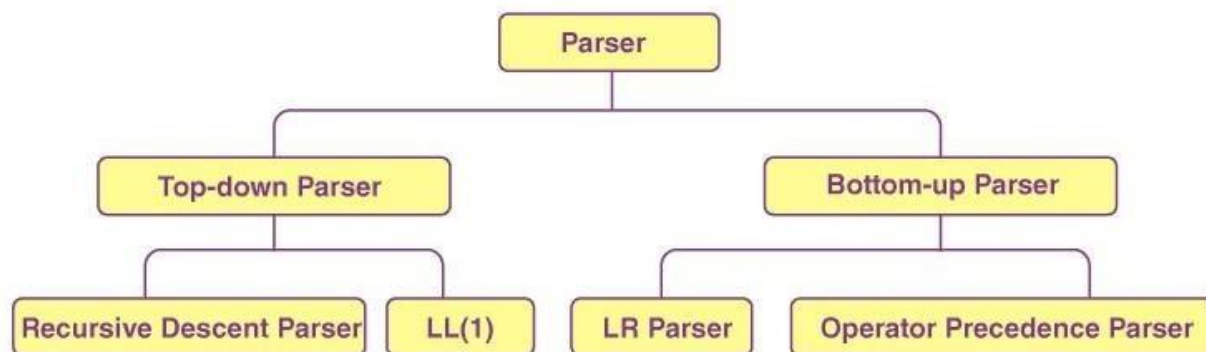 Parser
Top-down Parser
Bottom-up Parser
Recursive Descent Parser
LL(1)
LR Parser
Operator Precedence Parser